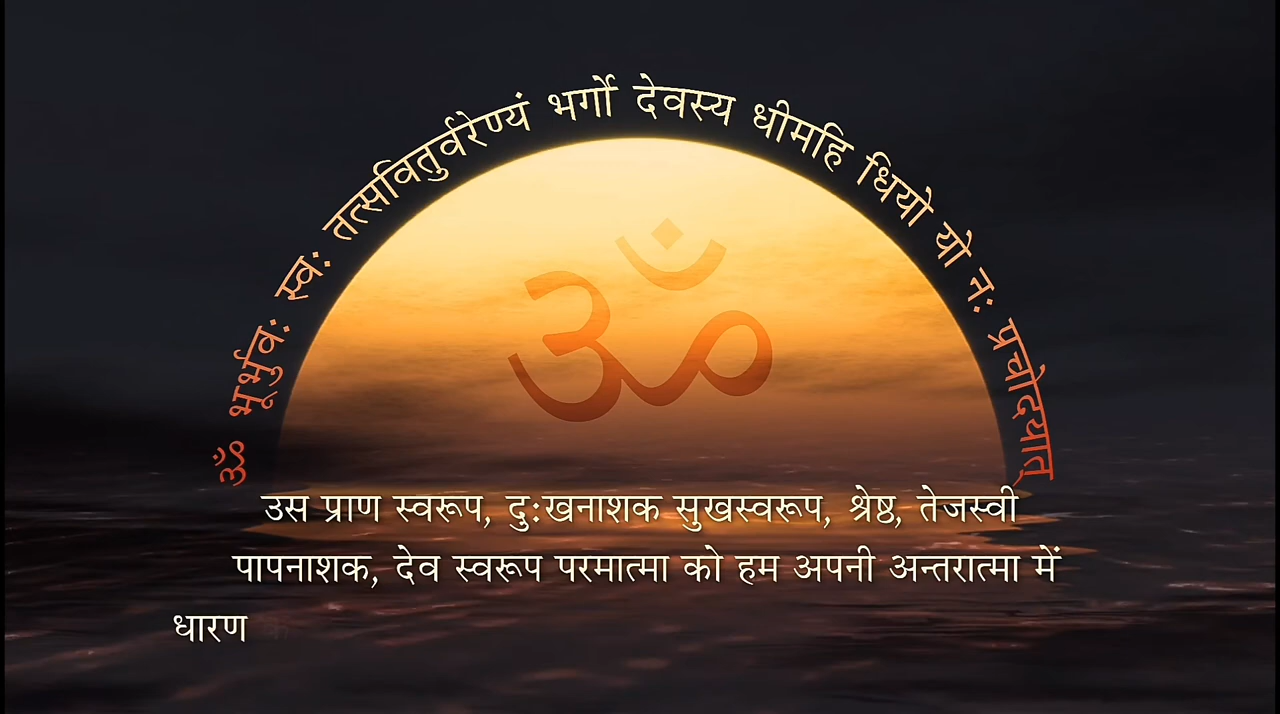 ॐ भूर्भुवः स्वः तत्सवितुर्वरेण्यं भर्गो देवस्य धीमहि धियो यो नः प्रचोदयात्
ॐ
उस प्राण स्वरूप, दुःखनाशक सुखस्वरूप, श्रेष्ठ, तेजस्वी
पापनाशक, देव स्वरूप परमात्मा को हम अपनी अन्तरात्मा में
धारण